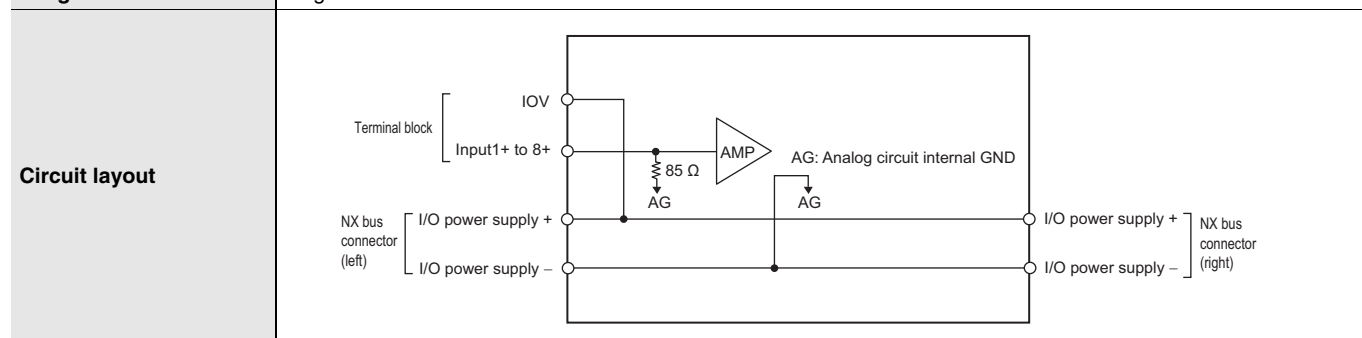 Circuit layout
IOV
Terminal block
Input1+ to 8+
AMP
AG: Analog circuit internal GND
85 Ω
AG
AG
NX bus
connector
(left)
I/O power supply +
I/O power supply –
I/O power supply +
I/O power supply –
NX bus
connector
(right)